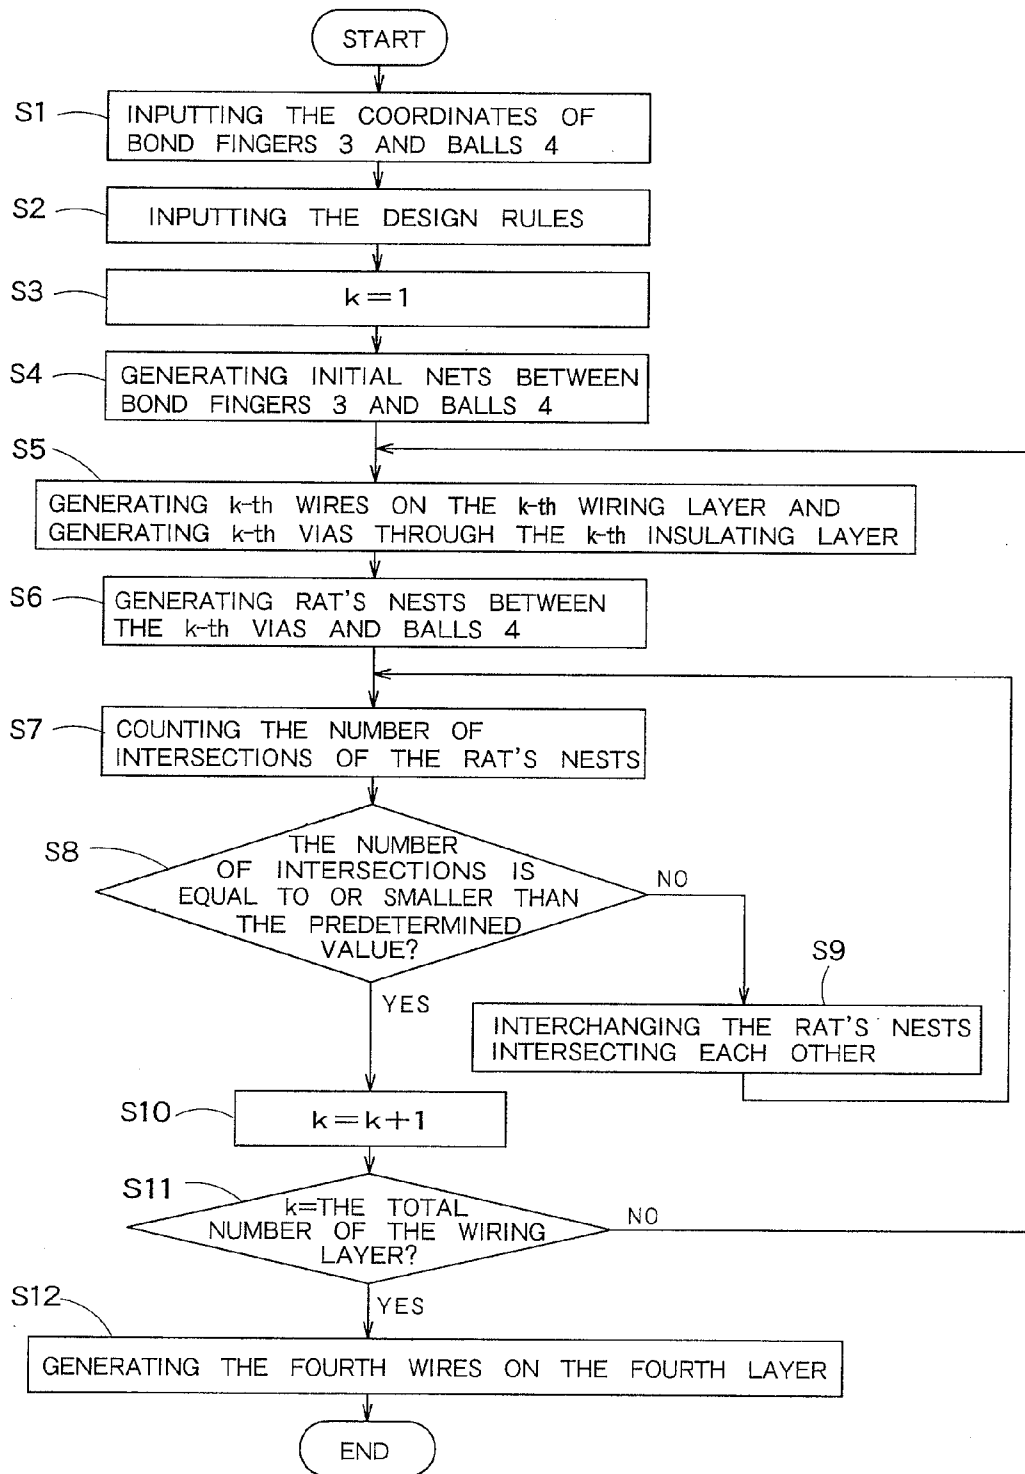 START
S1
INPUTTING THE COORDINATES OF
BOND FINGERS 3 AND BALLS 4
S2
INPUTTING THE DESIGN RULES
S3
k=1
S4
GENERATING INITIAL NETS BETWEEN
BOND FINGERS 3 AND BALLS 4
S5
GENERATING k-th WIRES ON THE k-th WIRING LAYER AND
GENERATING k-th VIAS THROUGH THE k-th INSULATING LAYER
S6
GENERATING RAT'S NESTS BETWEEN
THE k-th VIAS AND BALLS 4
S7
COUNTING THE NUMBER OF
INTERSECTIONS OF THE RAT'S NESTS
S8
THE NUMBER
OF INTERSECTIONS IS
EQUAL TO OR SMALLER THAN
THE PREDETERMINED
VALUE?
NO
YES
S9
INTERCHANGING THE RAT'S NESTS
INTERSECTING EACH OTHER
S10
k=k+1
S11
k=THE TOTAL
NUMBER OF THE WIRING
LAYER?
NO
YES
S12
GENERATING THE FOURTH WIRES ON THE FOURTH LAYER
END